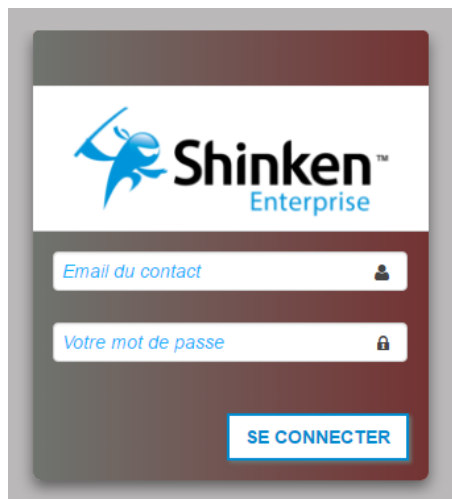 Shinken™
Enterprise
Email du contact
Votre mot de passe
SE CONNECTER